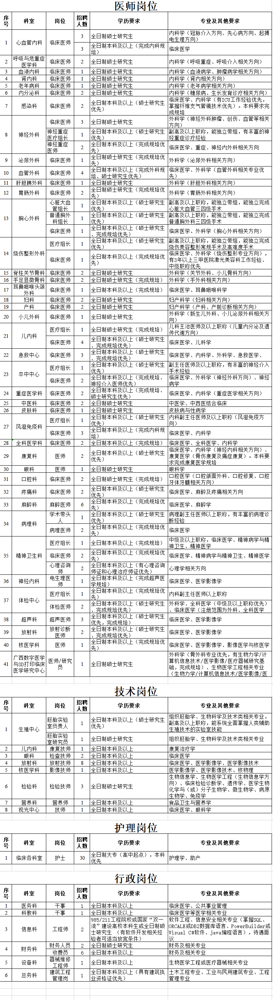 医师岗位
序号 科室 岗位 招聘人数 学历要求 专业及其他要求
1 心血管内科 临床医师 3 全日制硕士研究生 内科学（冠脉介入方向、先心病方向、起搏电生理方向）
3 全日制本科及以上（完成内科规培） 临床医学
2 呼吸与危重症医学科 临床医师 2 全日制硕士研究生 内科学（呼吸重症、呼吸介入相关方向）
3 血液内科 临床医师 1 全日制硕士研究生 内科学（血液病学、肿瘤病学相关方向）
4 肾内科 临床医师 1 全日制硕士研究生 内科学（肾内相关方向）
5 老年病科 临床医师 1 全日制硕士研究生 内科学（老年病学相关方向）
6 内分泌科 临床医师 2 全日制硕士研究生 内科学（糖尿病、生长发育诊疗相关方向）
7 感染科 临床医师 2 全日制本科及以上（硕士研究生优先） 临床医学、内科学（有ICU工作经验优先，掌握纤维支气管镜技术优先）。本科要求完成规培
8 神经外科 临床医师 3 全日制硕士研究生 外科学（神经外科肿瘤、创伤、血管等相关方向）
神经重症医疗组长 1 全日制本科及以上（硕士研究生优先） 副高及以上职称，能独立带组，有丰富的神经重症诊疗经验
神经重症医师 2 全日制本科及以上（完成规培优先） 临床医学、重症、神经内外科相关方向
9 泌尿外科 临床医师 1 全日制硕士研究生（完成规培优先） 外科学（泌尿外科相关方向）
10 血管外科 临床医师 4 全日制本科及以上（完成外科规培、硕士研究生优先） 临床医学、外科学（血管外科相关专业优先）
11 肝胆胰外科 临床医师 1 全日制硕士研究生 外科学（肝胆外科相关方向）
12 胃肠外科 临床医师 2 全日制硕士研究生（完成规培优先） 外科学（胃肠外科相关方向）
13 胸心外科 心脏大血管组长 1 全日制本科及以上（硕士研究生优先） 副高及以上职称，能独立带组，能独立完成心脏大血管三四级手术
普通胸外科组长 1 全日制本科及以上（硕士研究生优先） 副高及以上职称，能独立带组，能独立完成普通胸外科三四级手术
临床医师 1 全日制本科及以上（硕士研究生、完成规培优先） 临床医学、外科学（胸心外科相关方向）
14 烧伤整形外科 医疗组长 1 全日制本科及以上（硕士研究生优先） 副高及以上职称，能独立带组，能独立完成烧伤美容整形常规手术及高难度手术
临床医师 1 全日制本科及以上（完成规培优先） 临床医学、外科学（烧伤整形专业方向），有3年以上三甲医院激光美容科工作经验、中级职称优先
15 脊柱关节骨科 临床医师 2 全日制硕士研究生 外科学（关节外科、小儿骨科方向）
16 手足显微骨科 临床医师 2 全日制硕士研究生（完成规培） 外科学（手外科相关方向）
17 耳鼻咽喉头颈外科 临床医师 1 全日制本科及以上（完成规培） 临床医学、耳鼻咽喉科学
18 妇科 临床医师 2 全日制硕士研究生 妇产科学（妇科相关方向）
19 产科 临床医师 2 全日制硕士研究生 妇产科学（产科、产前诊断相关方向）
20 小儿外科 临床医师 1 全日制硕士研究生 外科学（新生儿外科、小儿泌尿外科相关方向）
21 儿内科 医疗组长 1 全日制硕士研究生（完成规培） 儿科主治医师及以上职称（儿童内分泌及遗传代谢方向）
临床医师 4 全日制本科及以上（硕士研究生、完成规培优先） 临床医学、儿科学
22 急救中心 临床医师 3 全日制本科及以上（硕士研究生、完成规培优先） 临床医学、内科学、外科学、急救医学、
23 卒中中心 医疗组长 1 全日制本科及以上（硕士研究生优先） 副主任医师及以上职称，有丰富的神经介入手术经验
临床医师 2 全日制本科及以上（完成规培、神经介入医师优先） 临床医学、外科学（神经外科方向）、神经病学
24 重症医学科 临床医师 2 全日制本科及以上（完成规培、硕士研究生优先） 临床医学、内科学（重症医学相关方向）
25 中医科 临床医师 2 全日制硕士研究生 中医学、中西医结合临床
26 皮肤科 临床医师 1 全日制硕士研究生 皮肤病与性病学
27 风湿免疫科 医疗组长 1 全日制本科及以上（硕士研究生优先） 内科副主任医师及以上职称（风湿免疫方向）
临床医师 3 全日制本科及以上（完成内科规培） 临床医学、内科学
28 全科医学科 临床医师 2 全日制本科及以上（完成规培） 临床医学、全科医学、内科学
29 康复科 医师 2 全日制本科及以上（硕士研究生优先） 临床医学、内科学（神经内科相关方向）、康复医学（骨伤康复及痛症康复）。本科要求完成康复医学规培
30 眼科 医师 1 全日制硕士研究生 眼科学
31 口腔科 临床医师 2 全日制硕士研究生（完成规培） 口腔医学（口腔颌面外科、口腔修复、口腔牙体牙髓相关方向）
32 疼痛科 临床医师 2 全日制本科及以上（硕士研究生优先） 临床医学、麻醉及疼痛相关方向
33 麻醉科 麻醉医师 6 全日制本科及以上（完成规培优先） 临床医学、麻醉学
34 病理科 学术带头人 1 全日制本科及以上（硕士研究生优先） 病理副主任医师以上职称，有丰富的病理诊断经验
病理医师 2 全日制本科及以上（完成规培优先） 临床医学
35 精神卫生科 医疗组长 1 全日制本科及以上（完成规培） 中级及以上职称，临床医学、精神病学与精神卫生、精神医学
临床医师 2 全日制本科及以上（完成规培优先） 临床医学、精神病学与精神卫生、精神医学
心理咨询师 2 全日制本科及以上（有心理咨询师证和心理治疗师证优先） 心理学相关方向
36 神经内科 电生理医师 1 全日制本科及以上（完成超声医学规培） 临床医学、医学影像学
37 体检中心 医疗组长 1 全日制本科及以上（完成规培优先） 内科副主任医师以上职称
体检医师 2 全日制本科及以上（硕士研究生、完成规培优先） 外科学、全科医学（中级及以上职称优先）、临床医学（注册范围为外科、全科医学
38 超声科 超声医师 3 全日制本科及以上（硕士研究生优先，完成规培） 临床医学、医学影像学
39 放射科 放射诊断医师 2 全日制本科及以上（硕士研究生、完成规培优先） 临床医学、医学影像学
40 核医学科 医师 1 全日制本科及以上（完成规培优先） 临床医学、医学影像学、影像医学与核医学
41 广西数字医学与3D打印临床医学研究中心 医师/研究员 1 全日制硕士研究生 外科学（骨外科专业优先，有生物力学/计算机信息技术/医学影像/医疗器械研究基础，完成规培）、生物医学工程相关专业（生物力学/计算机信息技术/医学影像/医
技术岗位
序号 科室 岗位 招聘人数 学历要求 专业及其他要求
1 生殖中心 胚胎实验室负责人 1 全日制本科及以上（硕士研究生优先） 组织胚胎学、生物科学及技术类相关专业，副高及以上职称，能系统全面掌握人类辅助生殖技术的实验室技能
胚胎实验室研究员 1 全日制硕士研究生 组织胚胎学、生物科学及技术类相关专业
2 儿内科 康复技师 1 全日制本科及以上 康复治疗学
3 眼科 检查技师 2 全日制本科及以上 临床医学
4 放射科 放射技师 8 全日制本科及以上 临床医学、医学影像学、医学影像技术
5 核医学科 影像技师 1 全日制本科及以上 医学影像学、医学影像技术、核物理
6 检验科 检验技师 3 全日制硕士研究生 生物信息学、生物医学工程（生物信息学方向）、临床检验诊断学、遗传学、医学生物化学与（或）分子生物学、微生物学、病原生物学、免疫学
7 营养科 营养师 1 全日制本科及以上 食品卫生与营养学
8 视光中心 技师 1 全日制本科及以上 临床医学、眼科学
护理岗位
序号 科室 岗位 招聘人数 学历要求 专业及其他要求
1 临床各科室 护士 30 全日制大专（高中起点），本科优先 护理学、助产
行政岗位
序号 科室 岗位 招聘人数 学历要求 专业及其他要求
1 医务科 干事 1 全日制本科及以上 临床医学、公共事业管理
2 科教科 干事 1 全日制本科及以上 临床医学等医学相关专业
3 信息科 工程师 2 985/211工程院校或国家“双一流”建设高校本科生或全日制硕士研究生 （有软件开发相关经验者可适当放宽条件） 软件工程、信息安全相关专业（掌握SQL、ORCALE或DB2数据库语言、PowerBuilder或Visual C#软件、java编程语言），待遇面议
4 财务科 财务人员 2 全日制硕士研究生 财务及相关专业
收费员 6 全日制本科及以上 财务及相关专业
5 设备科 器械维修工程师 1 全日制本科及以上 生物医学工程或医疗器械相关专业
6 总务科 建筑工程管理岗 1 全日制本科及以上（具有建筑执业资格证优先） 土木工程专业、工业与民用建筑专业、工程管理专业